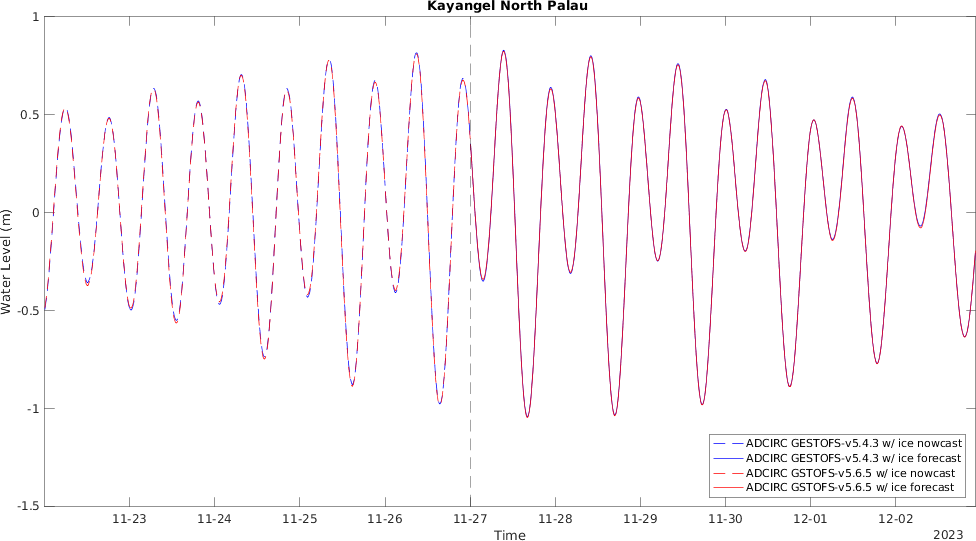 Kayangel North Palau
1
0.5
0
-0.5
-1
-1.5
Water Level (m)
ADCIRC GESTOFS-v5.4.3 w/ ice nowcast
ADCIRC GESTOFS-v5.4.3 w/ ice forecast
ADCIRC GSTOFS-v5.6.5 w/ ice nowcast
ADCIRC GSTOFS-v5.6.5 w/ ice forecast
11-23 11-24 11-25 11-26 11-27 11-28 11-29 11-30 12-01 12-02
Time
2023